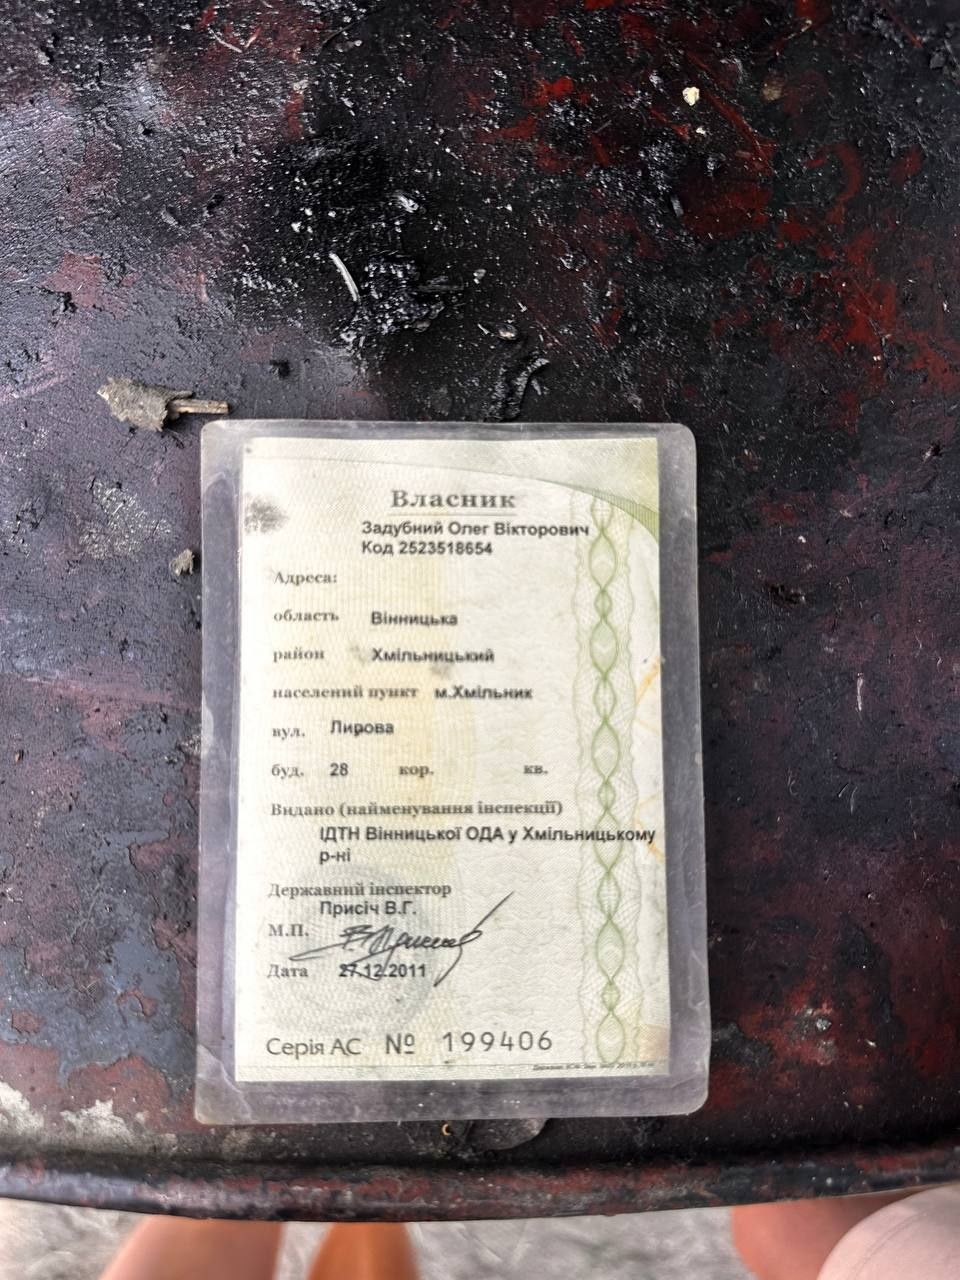 Власник
Задубний Олег Вікторович
Код 2523518654
Адреса:
область Вінницька
район Хмільницький
населений пункт м.Хмільник
вул. Лирова
буд. 28 кор. кв.
Видано (найменування інспекції)
ІДТН Вінницької ОДА у Хмільницькому
р-ні
Державний інспектор
Присіч В.Г.
М.П.
Дата 27.12.2011
Серія АС № 199406